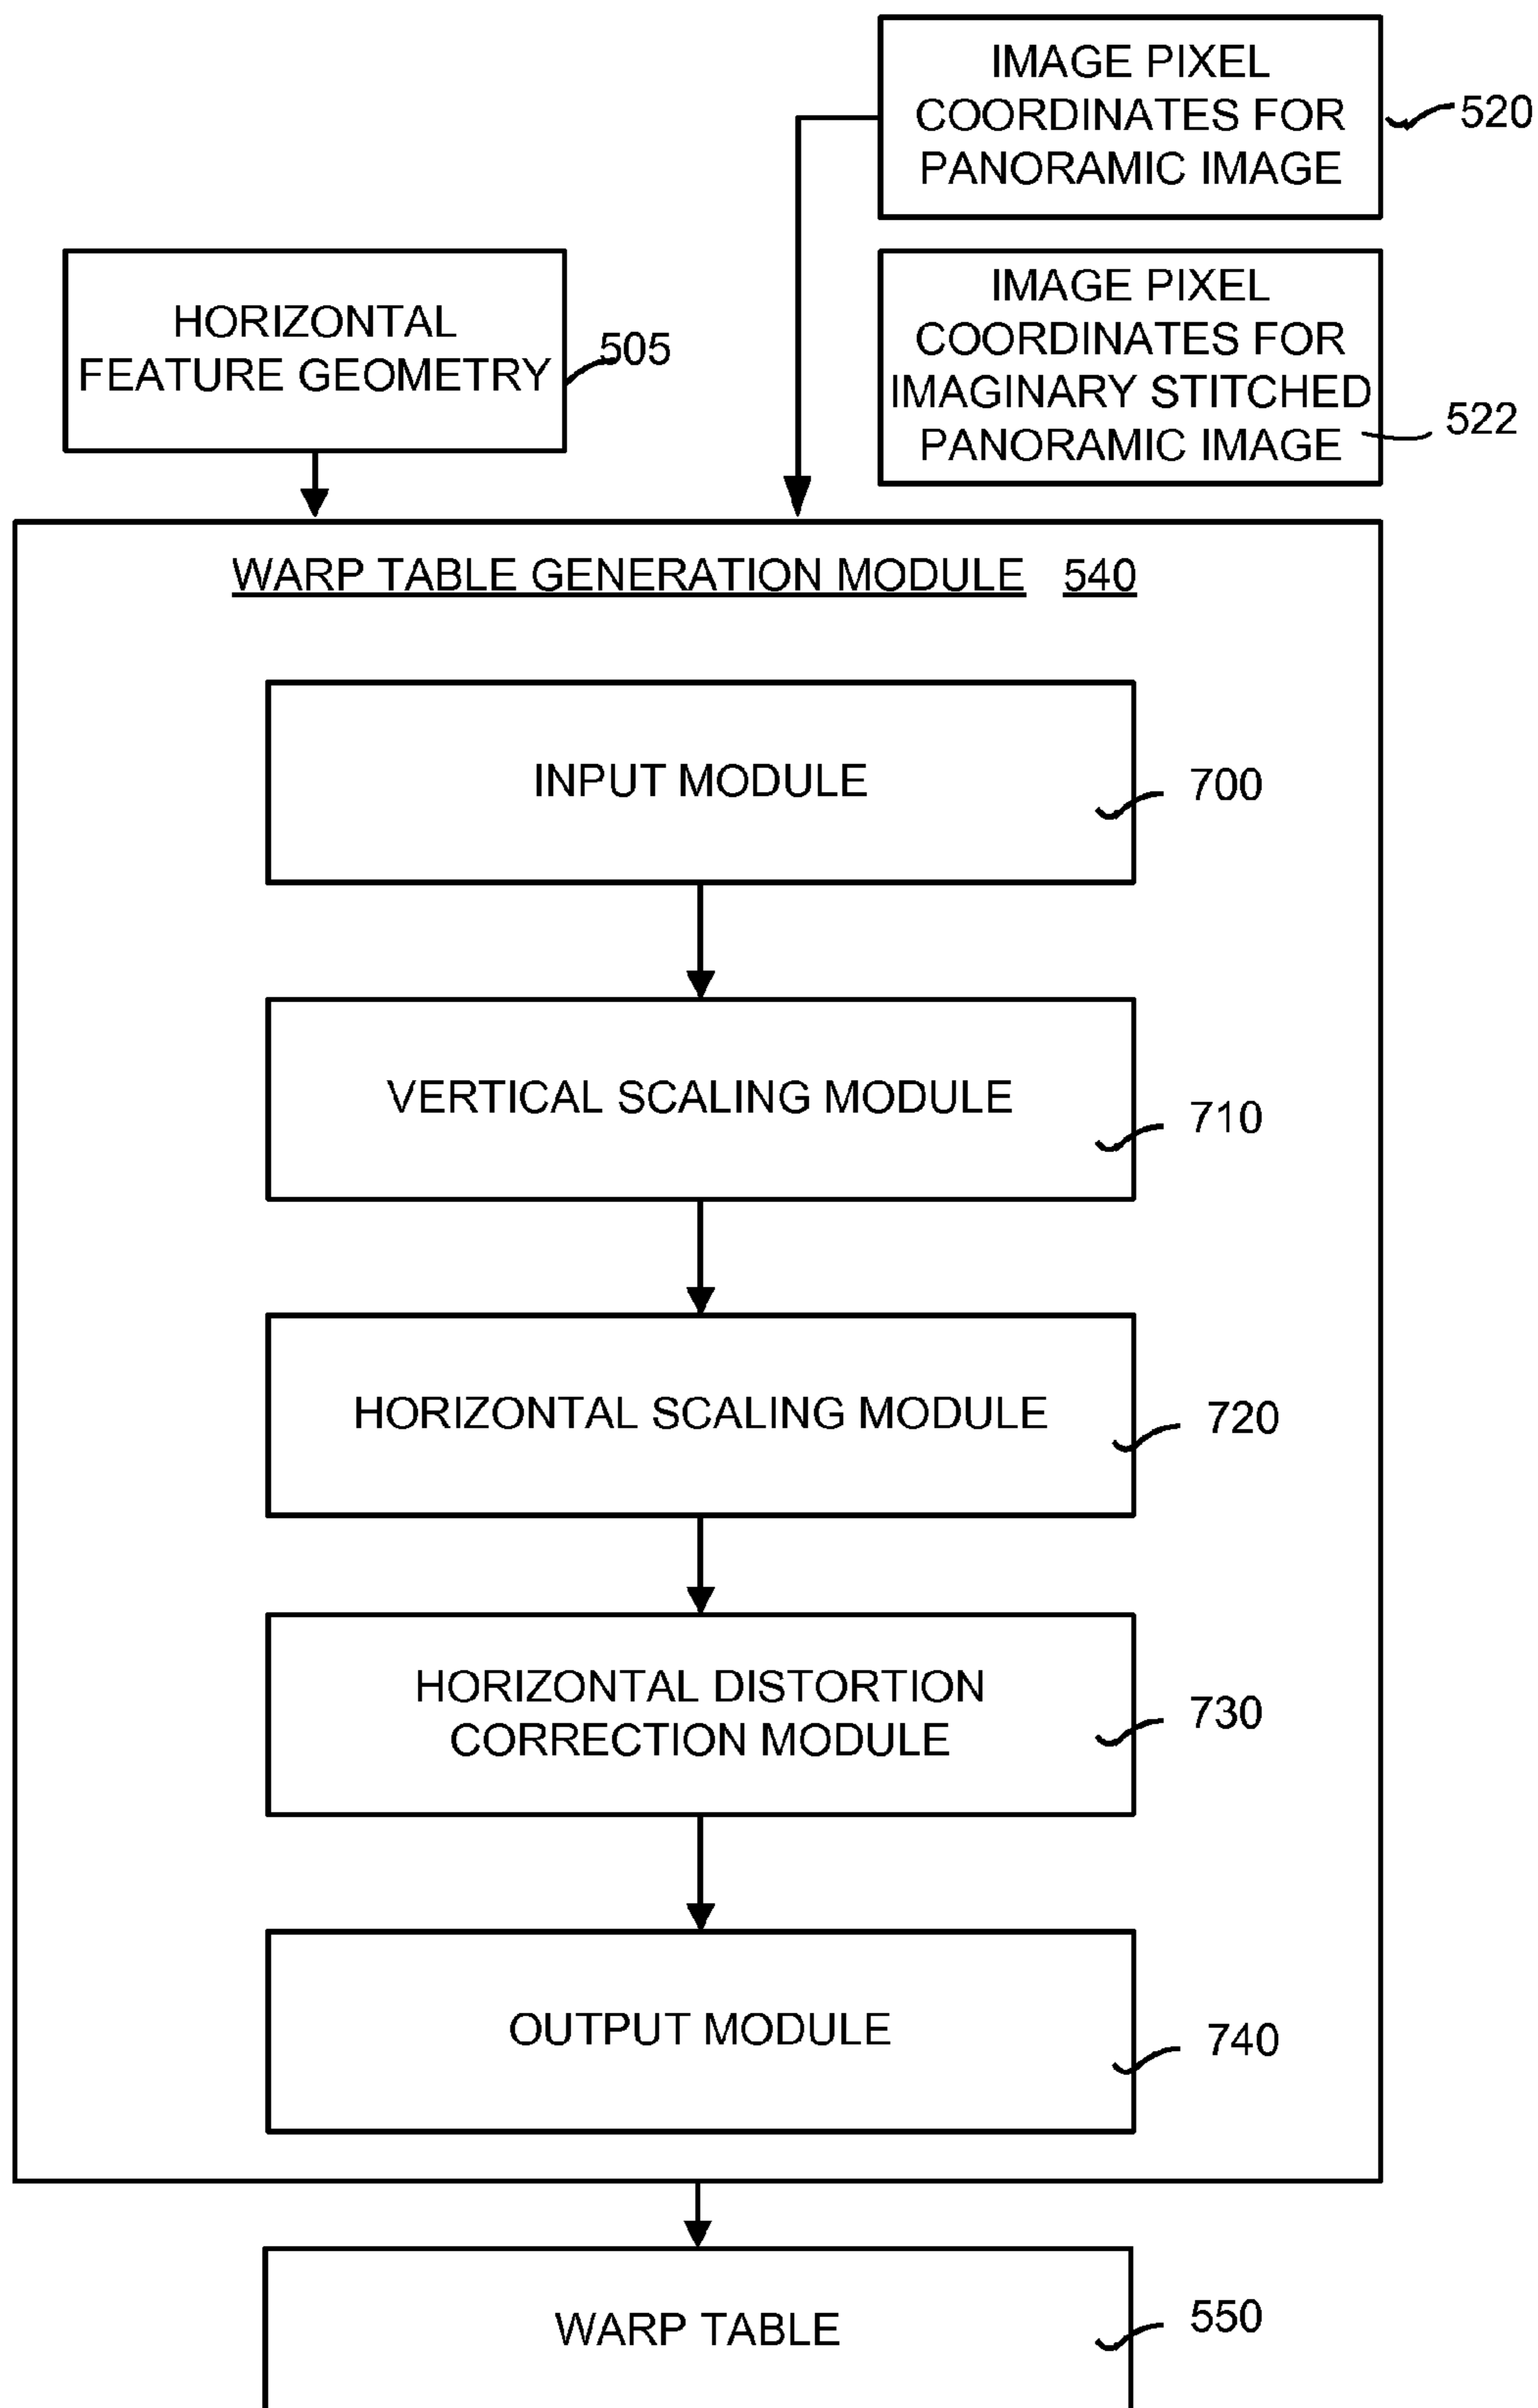 IMAGE PIXEL
COORDINATES FOR
PANORAMIC IMAGE
520
HORIZONTAL
FEATURE GEOMETRY
505
IMAGE PIXEL
COORDINATES FOR
IMAGINARY STITCHED
PANORAMIC IMAGE
522
WARP TABLE GENERATION MODULE 540
INPUT MODULE
700
VERTICAL SCALING MODULE
710
HORIZONTAL SCALING MODULE
720
HORIZONTAL DISTORTION
CORRECTION MODULE
730
OUTPUT MODULE
740
WARP TABLE
550